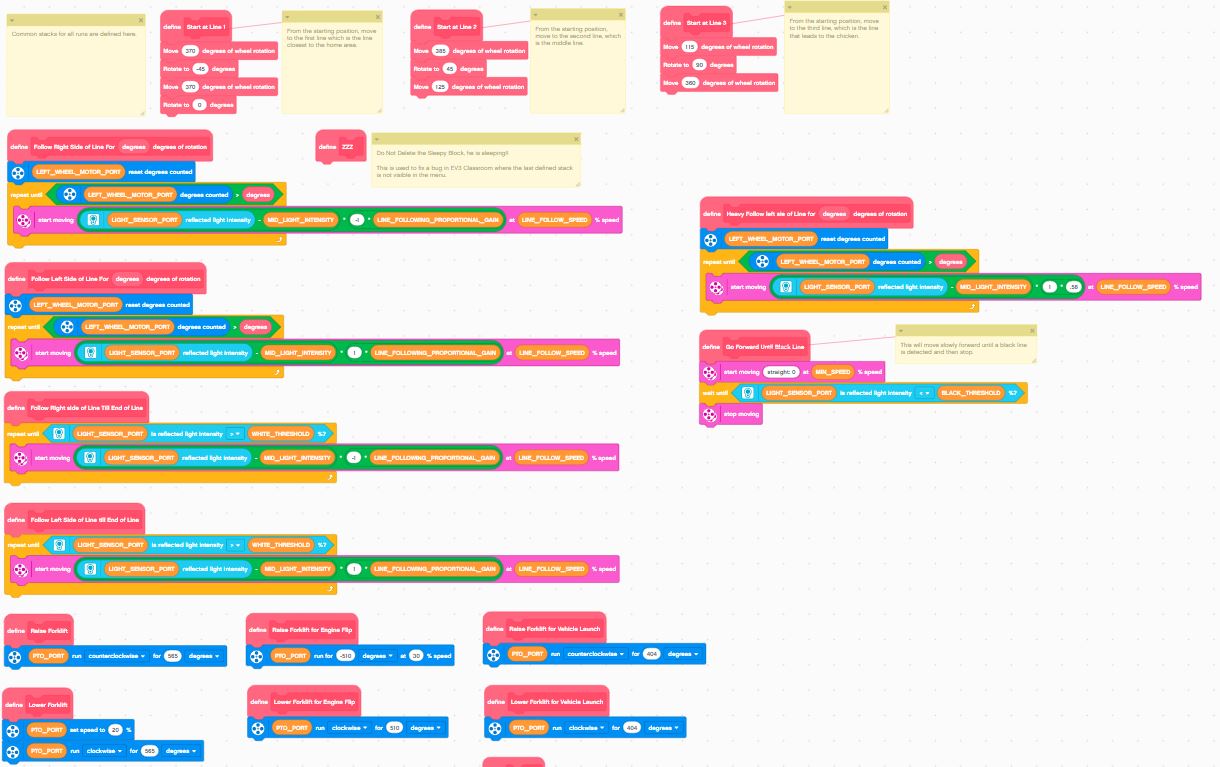 Common stacks for all runs are defined here.
define Start at Line 1
Move 370 degrees of wheel rotation
Rotate to -45 degrees
Move 370 degrees of wheel rotation
Rotate to 0 degrees
From the starting position, move
to the first line which is the line
closest to the home area.
define Start at Line 2
Move 385 degrees of wheel rotation
Rotate to 45 degrees
Move 125 degrees of wheel rotation
From the starting position,
move to the second line, which
is the middle line.
define Start at Line 3
Move 115 degrees of wheel rotation
Rotate to 90 degrees
Move 360 degrees of wheel rotation
From the starting position, move
to the third line, which is the line
that leads to the chicken.
define Follow Right Side of Line For degrees degrees of rotation
LEFT_WHEEL_MOTOR_PORT reset degrees counted
repeat until LEFT_WHEEL_MOTOR_PORT degrees counted > degrees
start moving LIGHT_SENSOR_PORT reflected light intensity - MID_LIGHT_INTENSITY * -1 * LINE_FOLLOWING_PROPORTIONAL_GAIN at LINE_FOLLOW_SPEED % speed
define ZZZ
Do Not Delete the Sleepy Block, he is sleeping!!
This is used to fix a bug in EV3 Classroom where the last defined stack
is not visible in the menu.
define Heavy Follow left sie of Line for degrees degrees of rotation
LEFT_WHEEL_MOTOR_PORT reset degrees counted
repeat until LEFT_WHEEL_MOTOR_PORT degrees counted > degrees
start moving LIGHT_SENSOR_PORT reflected light intensity - MID_LIGHT_INTENSITY * 1 * .56 at LINE_FOLLOW_SPEED % speed
define Follow Left Side of Line For degrees degrees of rotation
LEFT_WHEEL_MOTOR_PORT reset degrees counted
repeat until LEFT_WHEEL_MOTOR_PORT degrees counted > degrees
start moving LIGHT_SENSOR_PORT reflected light intensity - MID_LIGHT_INTENSITY * 1 * LINE_FOLLOWING_PROPORTIONAL_GAIN at LINE_FOLLOW_SPEED % speed
define Go Forward Until Black Line
start moving straight: 0 at MIN_SPEED % speed
wait until LIGHT_SENSOR_PORT is reflected light intensity < BLACK_THRESHOLD %?
stop moving
This will move slowly forward until a black line
is detected and then stop.
define Follow Right side of Line Till End of Line
repeat until LIGHT_SENSOR_PORT is reflected light intensity > WHITE_THRESHOLD %?
start moving LIGHT_SENSOR_PORT reflected light intensity - MID_LIGHT_INTENSITY * -1 * LINE_FOLLOWING_PROPORTIONAL_GAIN at LINE_FOLLOW_SPEED % speed
define Follow Left Side of Line till End of Line
repeat until LIGHT_SENSOR_PORT is reflected light intensity > WHITE_THRESHOLD %?
start moving LIGHT_SENSOR_PORT reflected light intensity - MID_LIGHT_INTENSITY * 1 * LINE_FOLLOWING_PROPORTIONAL_GAIN at LINE_FOLLOW_SPEED % speed
define Raise Forklift
PTO_PORT run counterclockwise for 565 degrees
define Raise Forklift for Engine Flip
PTO_PORT run for -510 degrees at 30 % speed
define Raise Forklift for Vehicle Launch
PTO_PORT run counterclockwise for 404 degrees
define Lower Forklift
PTO_PORT set speed to 20 %
PTO_PORT run clockwise for 565 degrees
define Lower Forklift for Engine Flip
PTO_PORT run clockwise for 510 degrees
define Lower Forklift for Vehicle Launch
PTO_PORT run clockwise for 404 degrees